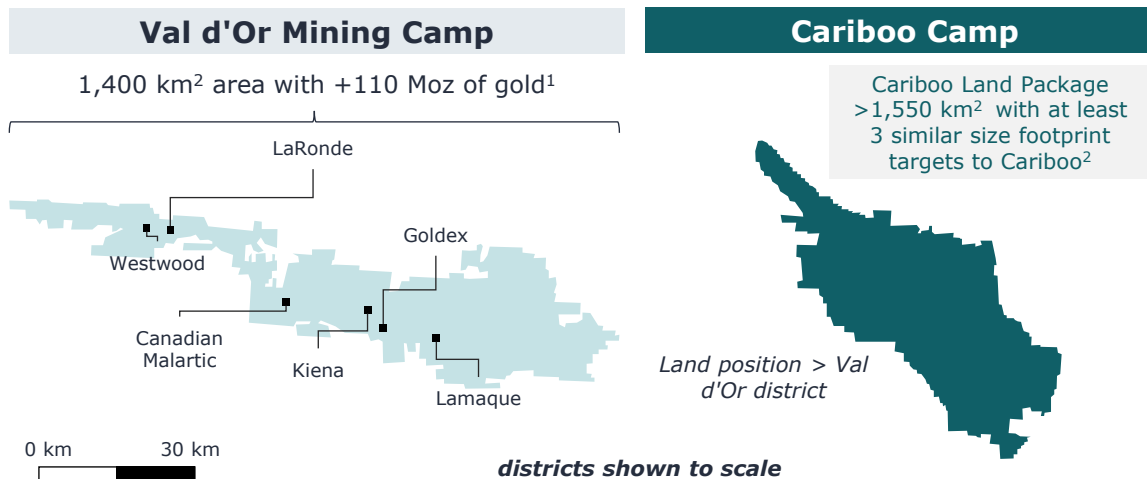 Val d'Or Mining Camp
1,400 km² area with +110 Moz of gold¹
LaRonde
Westwood
Goldex
Canadian
Malartic
Kiena
Lamaque
0 km 30 km
Cariboo Camp
Cariboo Land Package
>1,550 km² with at least
3 similar size footprint
targets to Cariboo²
Land position > Val
d'Or district
districts shown to scale